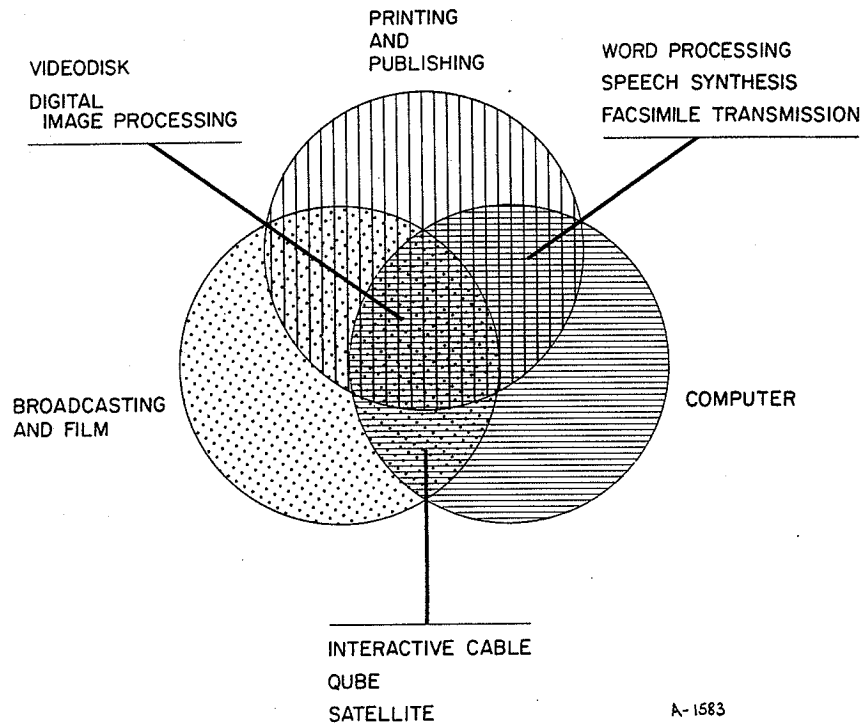 PRINTING
AND
PUBLISHING
VIDEODISK
DIGITAL
IMAGE PROCESSING
WORD PROCESSING
SPEECH SYNTHESIS
FACSIMILE TRANSMISSION
BROADCASTING
AND FILM
COMPUTER
INTERACTIVE CABLE
QUBE
SATELLITE
A-1583